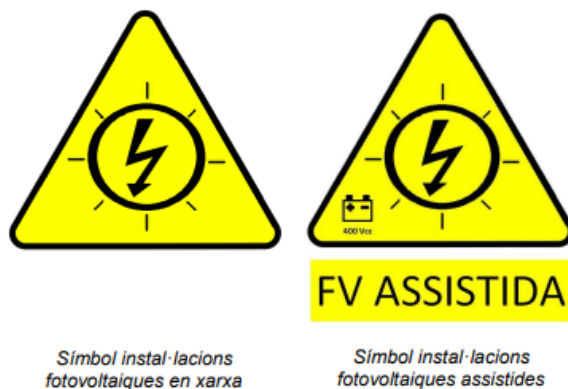 400 Vcc
FV ASSISTIDA
Símbol instal·lacions
fotovoltaiques en xarxa
Símbol instal·lacions
fotovoltaiques assistides